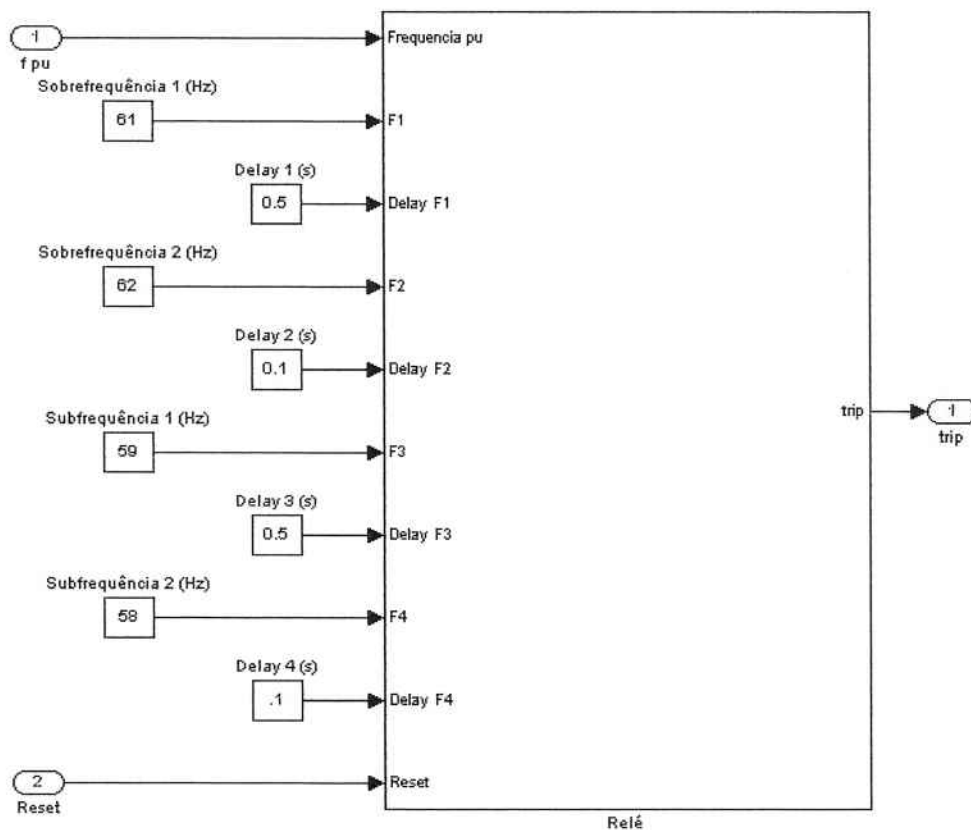 1
f pu
Frequencia pu
Sobrefrequência 1 (Hz)
61
F1
Delay 1 (s)
0.5
Delay F1
Sobrefrequência 2 (Hz)
62
F2
Delay 2 (s)
0.1
Delay F2
trip
1
trip
Subfrequência 1 (Hz)
59
F3
Delay 3 (s)
0.5
Delay F3
Subfrequência 2 (Hz)
58
F4
Delay 4 (s)
.1
Delay F4
2
Reset
Reset
Relé